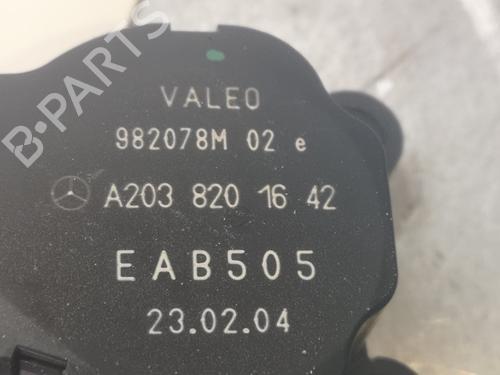 B-PARTS
VALEO
982078M 02 e
A203 820 16 42
EAB505
23.02.04